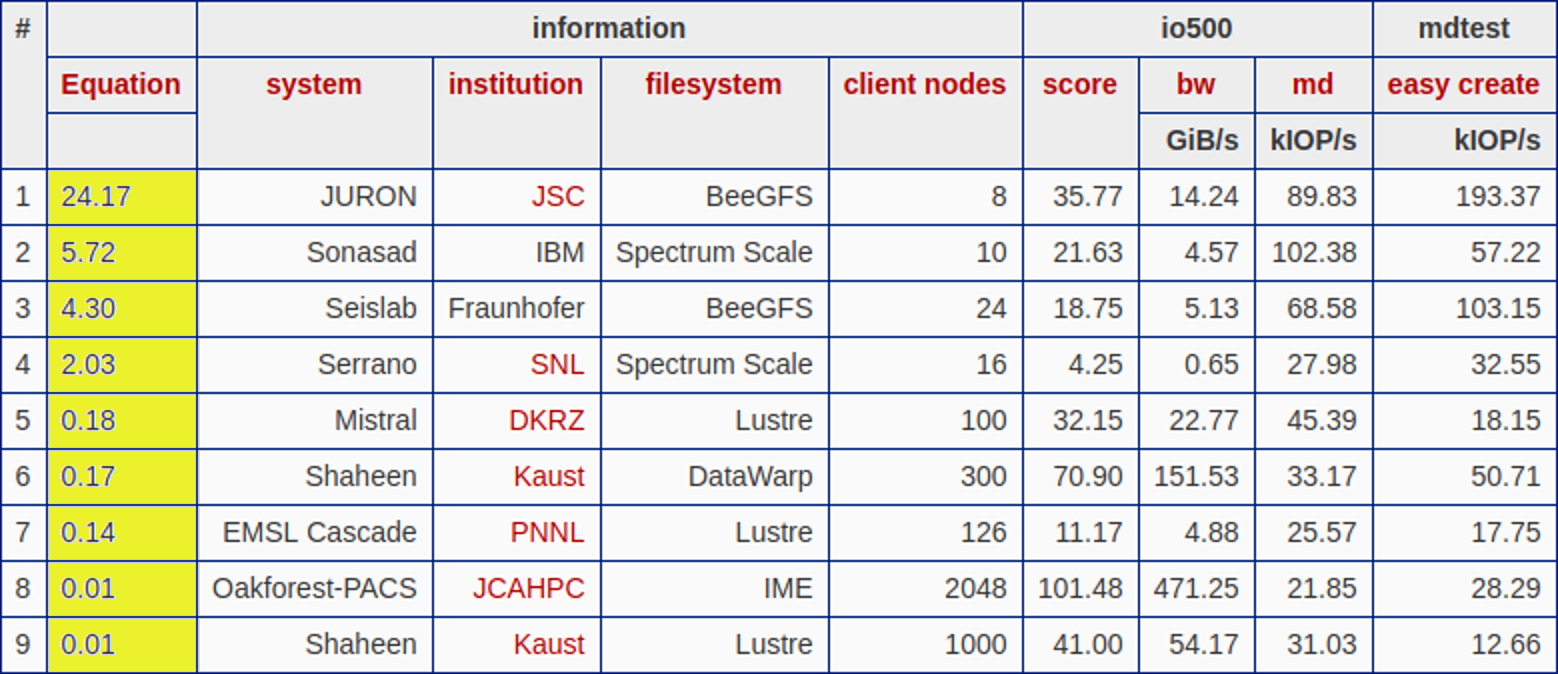 # information io500 mdtest
Equation system institution filesystem client nodes score bw md easy create
GiB/s kIOP/s kIOP/s
1 24.17 JURON JSC BeeGFS 8 35.77 14.24 89.83 193.37
2 5.72 Sonasad IBM Spectrum Scale 10 21.63 4.57 102.38 57.22
3 4.30 Seislab Fraunhofer BeeGFS 24 18.75 5.13 68.58 103.15
4 2.03 Serrano SNL Spectrum Scale 16 4.25 0.65 27.98 32.55
5 0.18 Mistral DKRZ Lustre 100 32.15 22.77 45.39 18.15
6 0.17 Shaheen Kaust DataWarp 300 70.90 151.53 33.17 50.71
7 0.14 EMSL Cascade PNNL Lustre 126 11.17 4.88 25.57 17.75
8 0.01 Oakforest-PACS JCAHPC IME 2048 101.48 471.25 21.85 28.29
9 0.01 Shaheen Kaust Lustre 1000 41.00 54.17 31.03 12.66